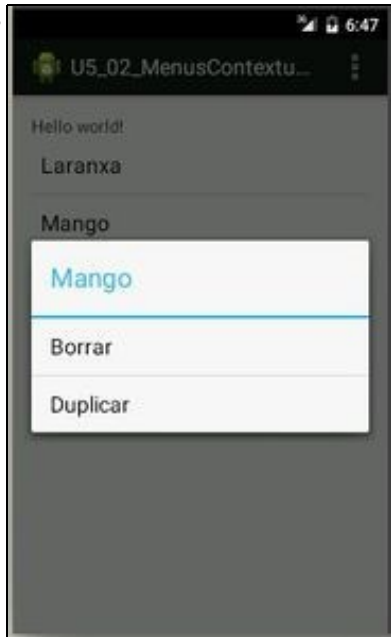 6:47
U5_02_MenusContextu...
Hello world!
Laranxa
Mango
Mango
Borrar
Duplicar